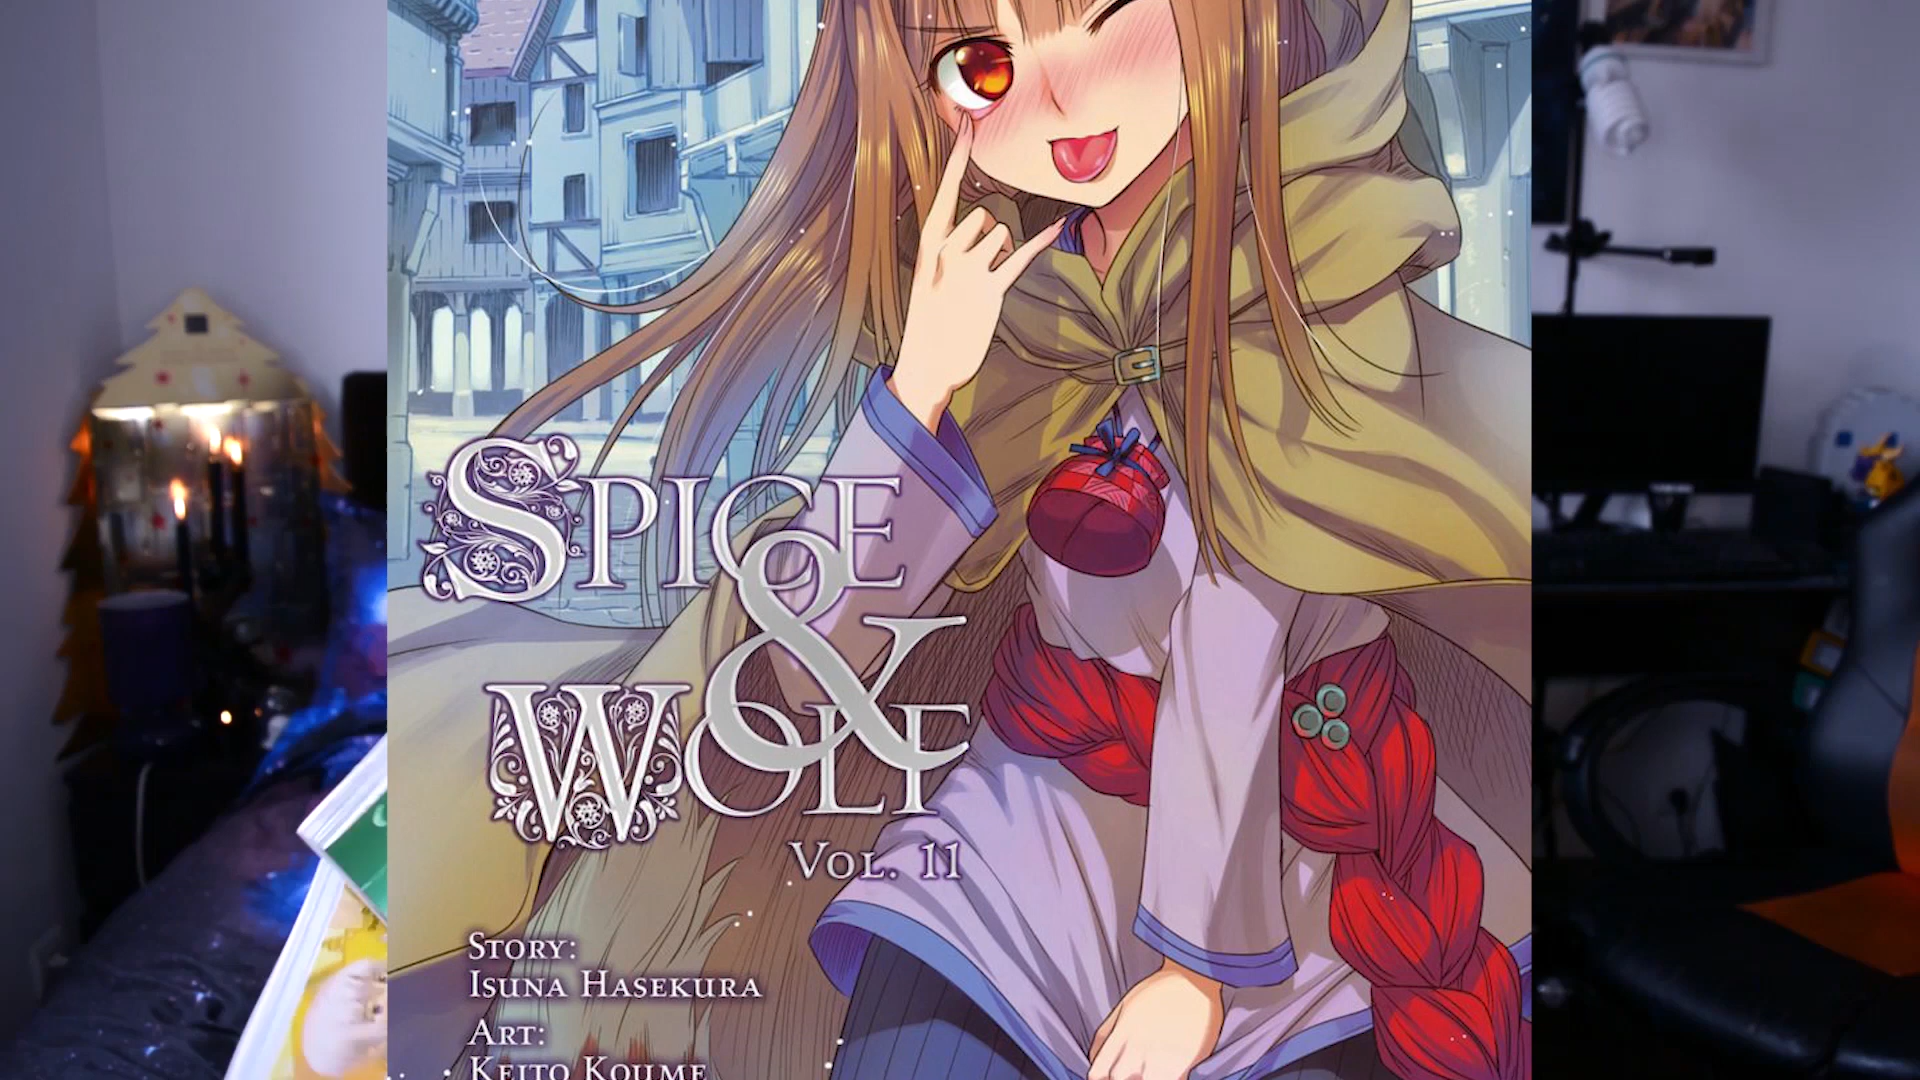 SPICE
&
WOLF
VOL. 11
STORY:
ISUNA HASEKURA
ART:
KEITO KOUME